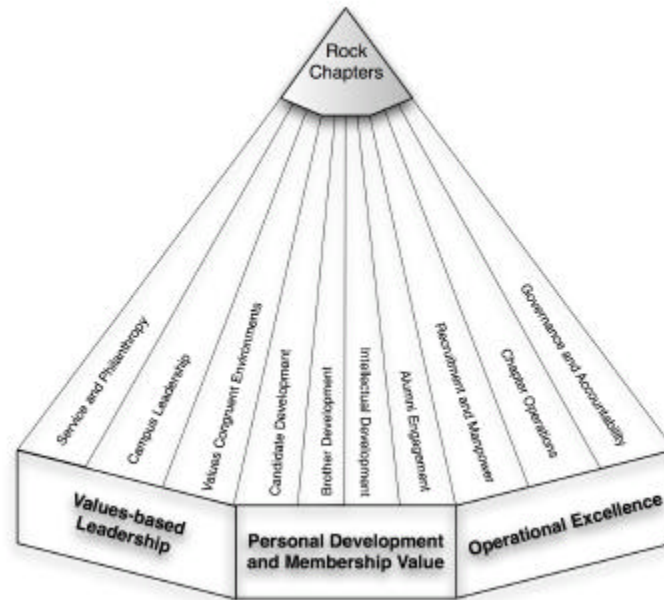 Rock
Chapters
Service and Philanthropy
Campus Leadership
Values Congruent Environments
Candidate Development
Brother Development
Intellectual Development
Alumni Engagement
Recruitment and Manpower
Chapter Operations
Governance and Accountability
Values-based
Leadership
Personal Development
and Membership Value
Operational Excellence